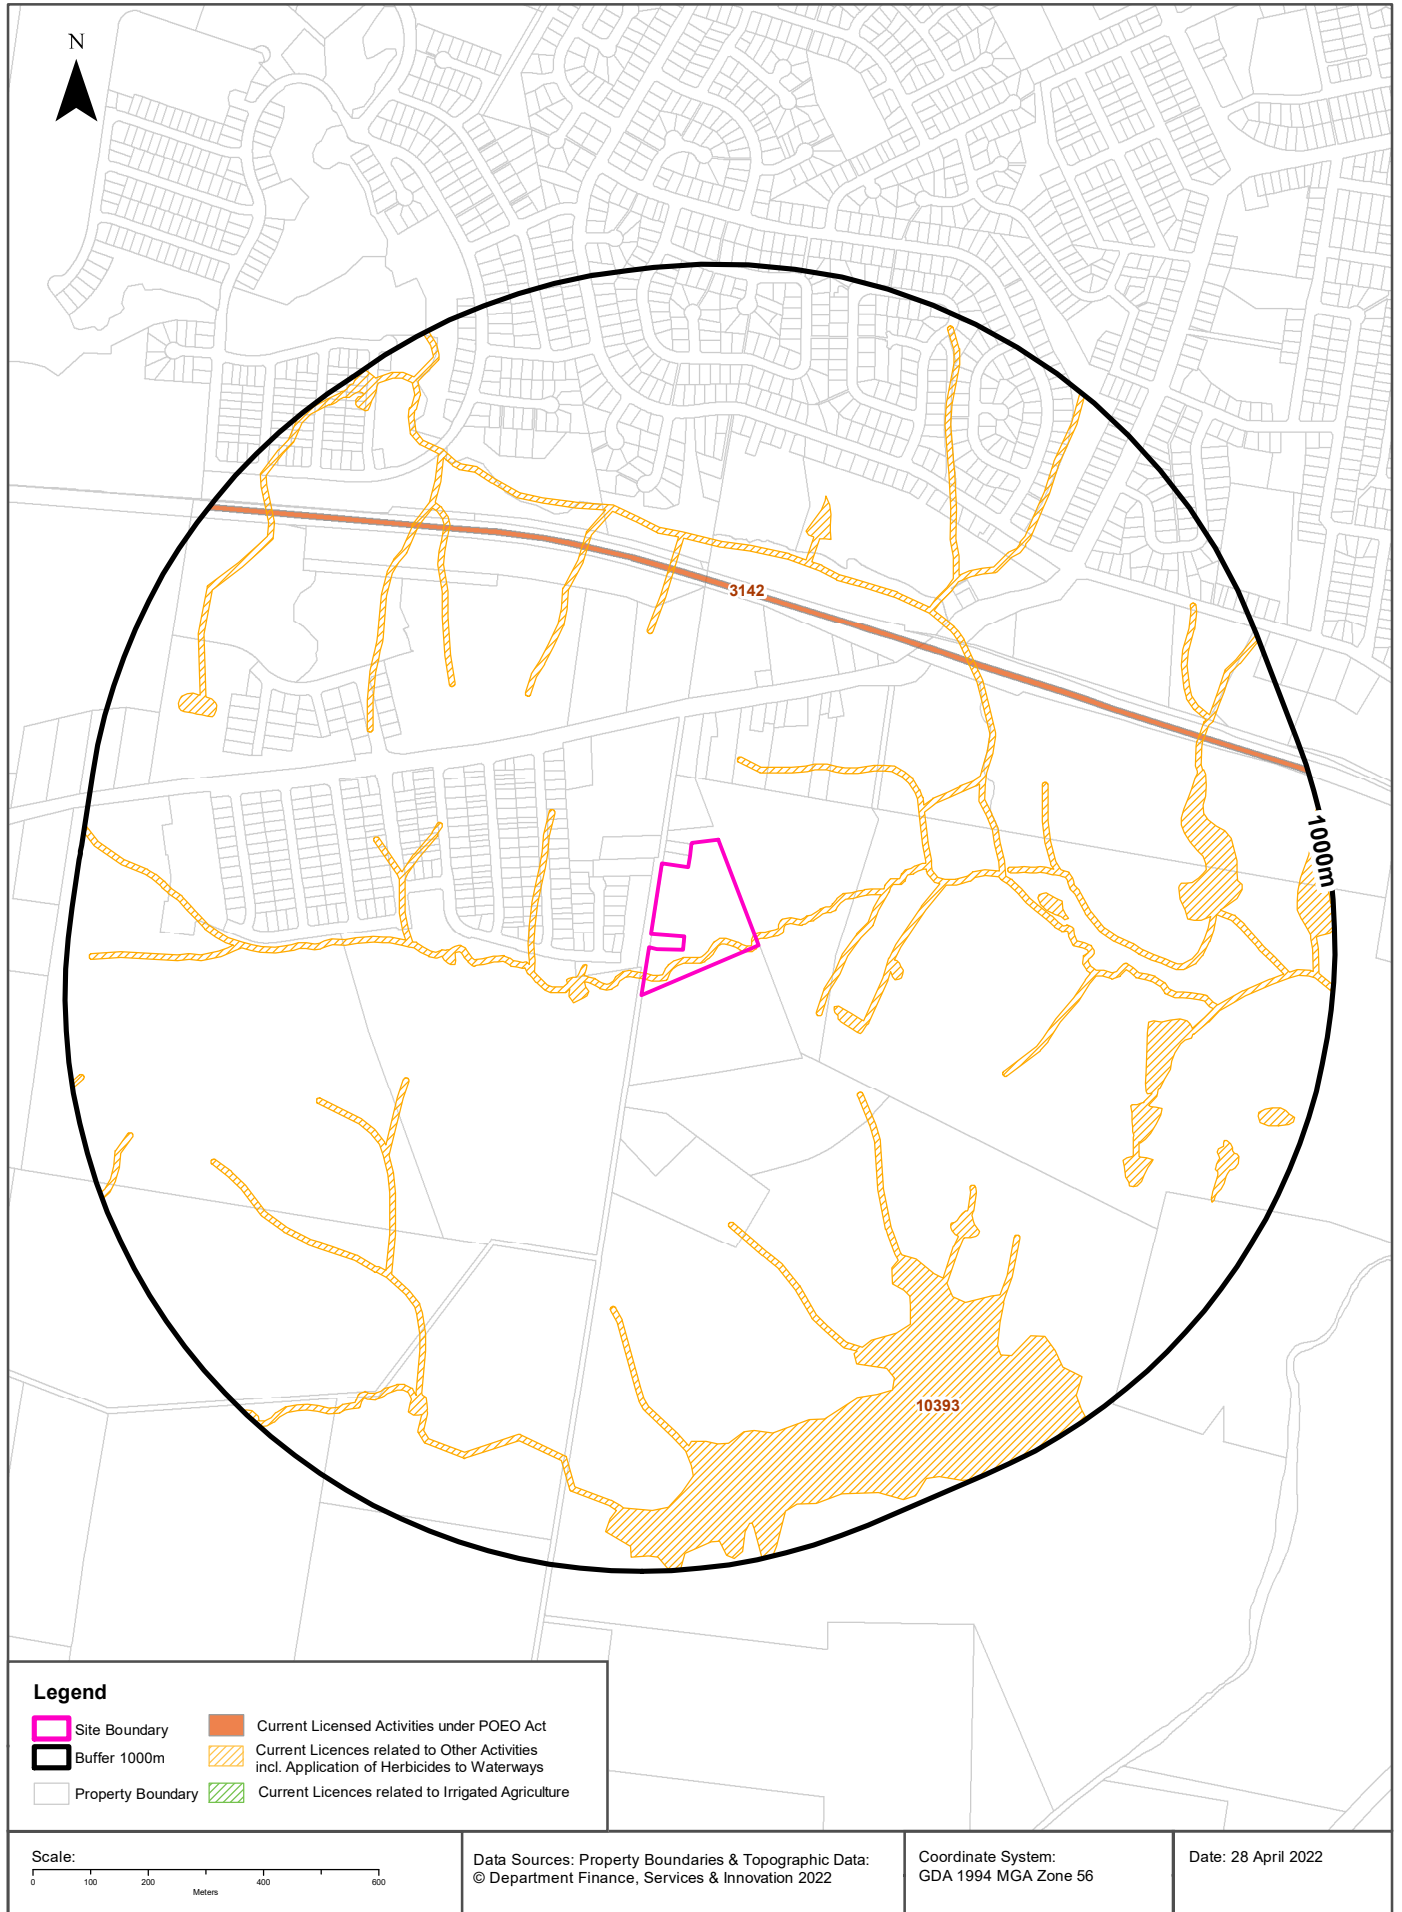 N
3142
1000m
10393
Legend
Site Boundary
Buffer 1000m
Property Boundary
Current Licensed Activities under POEO Act
Current Licences related to Other Activities
incl. Application of Herbicides to Waterways
Current Licences related to Irrigated Agriculture
Scale:
0 100 200 400 600
Meters
Data Sources: Property Boundaries & Topographic Data:
© Department Finance, Services & Innovation 2022
Coordinate System:
GDA 1994 MGA Zone 56
Date: 28 April 2022